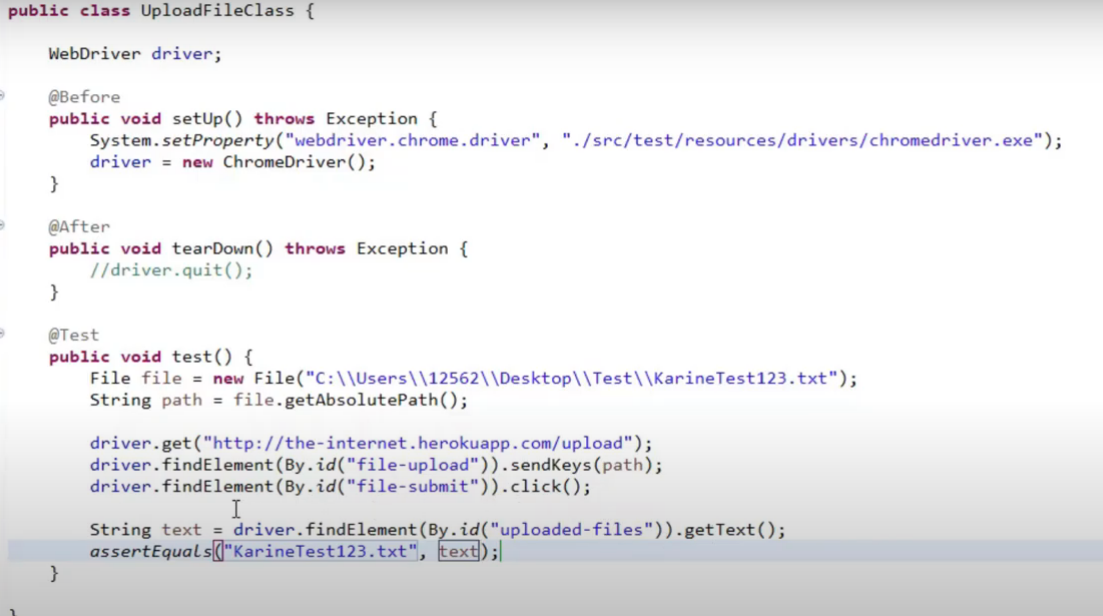 public class UploadFileClass {
WebDriver driver;
@Before
public void setUp() throws Exception {
System.setProperty("webdriver.chrome.driver", "./src/test/resources/drivers/chromedriver.exe");
driver = new ChromeDriver();
}
@After
public void tearDown() throws Exception {
//driver.quit();
}
@Test
public void test() {
File file = new File("C:\\Users\\12562\\Desktop\\Test\\KarineTest123.txt");
String path = file.getAbsolutePath();
driver.get("http://the-internet.herokuapp.com/upload");
driver.findElement(By.id("file-upload")).sendKeys(path);
driver.findElement(By.id("file-submit")).click();
String text = driver.findElement(By.id("uploaded-files")).getText();
assertEquals("KarineTest123.txt", text);
}
}